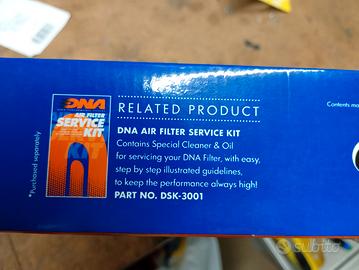 DNA
AIR FILTER
SERVICE
KIT
*Purchased separately
RELATED PRODUCT
DNA AIR FILTER SERVICE KIT
Contains Special Cleaner & Oil
for servicing your DNA Filter, with easy,
step by step illustrated guidelines,
to keep the performance always high!
PART NO. DSK-3001
Contents ma
subito